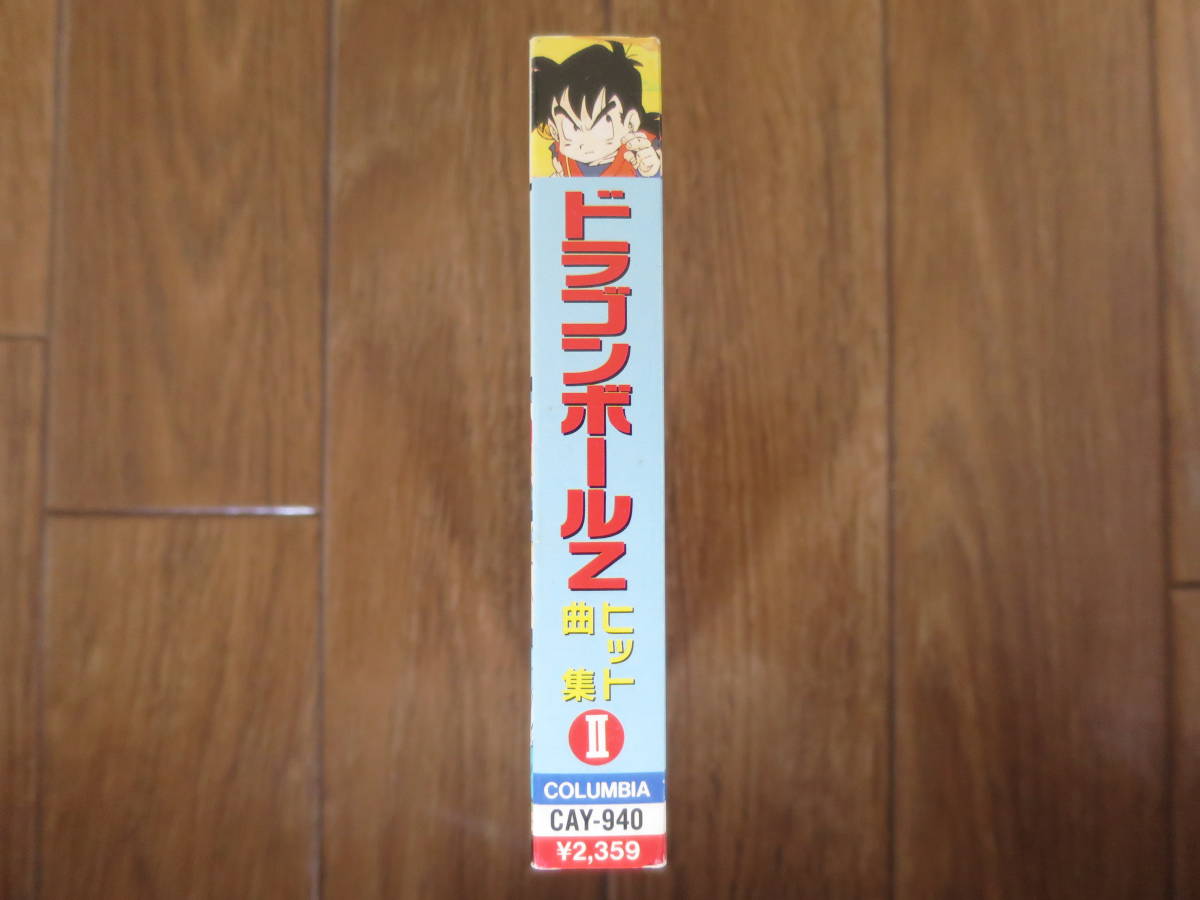 ドラゴンボールZ
ヒット
曲集
II
COLUMBIA
CAY-940
¥2,359